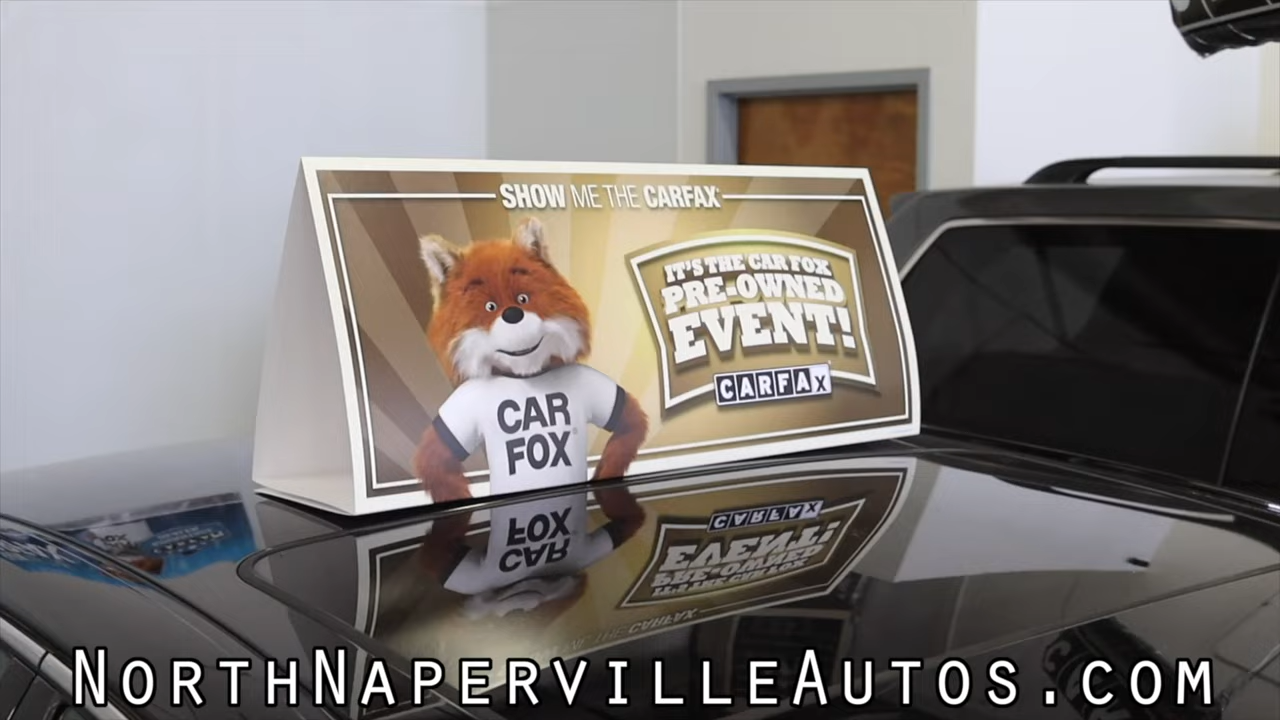 SHOW ME THE CARFAX
IT'S THE CAR FOX
PRE-OWNED
EVENT!
CARFAX
CAR
FOX
NORTHNAPERVILLEAUTOS.COM